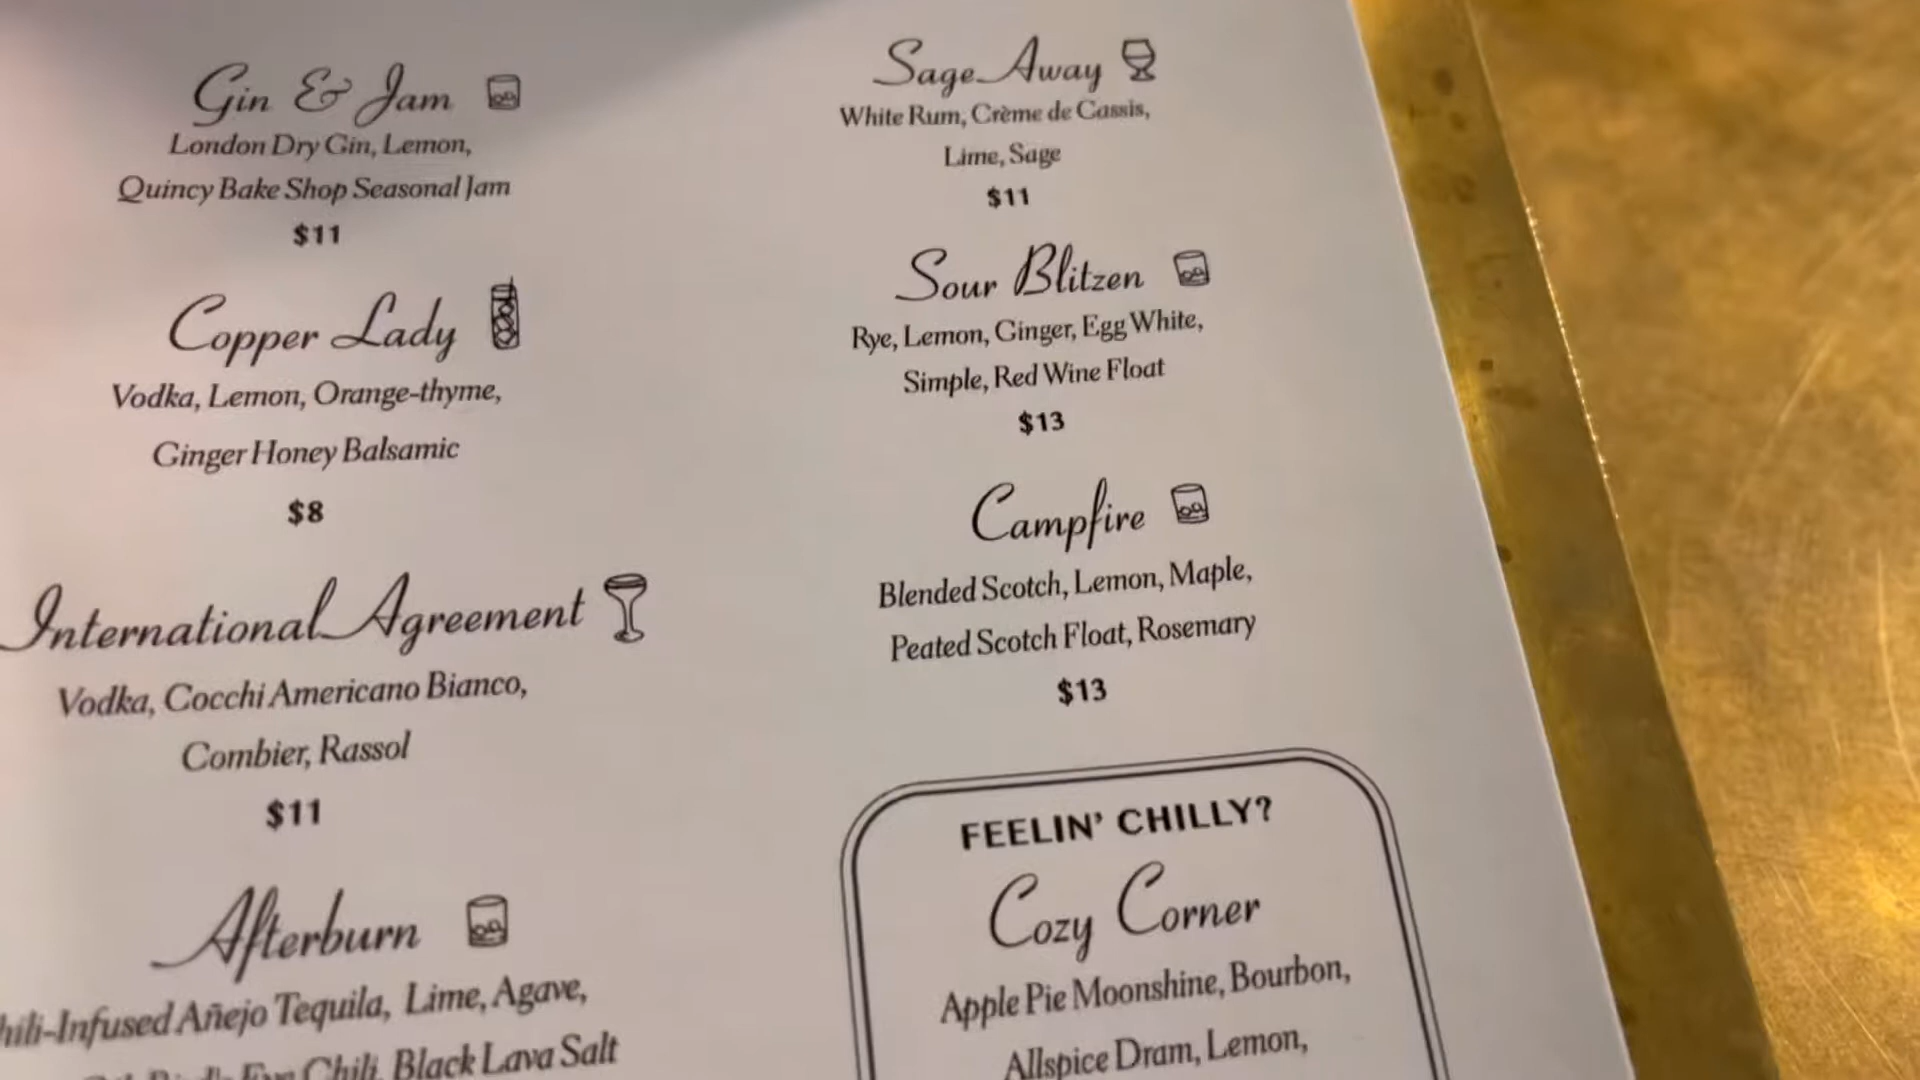 Gin & Jam
London Dry Gin, Lemon,
Quincy Bake Shop Seasonal Jam
$11
Copper Lady
Vodka, Lemon, Orange-thyme,
Ginger Honey Balsamic
$8
International Agreement
Vodka, Cocchi Americano Bianco,
Combier, Rassol
$11
Afterburn
hili-Infused Añejo Tequila, Lime, Agave,
Chili, Black Lava Salt
Sage Away
White Rum, Crème de Cassis,
Lime, Sage
$11
Sour Blitzen
Rye, Lemon, Ginger, Egg White,
Simple, Red Wine Float
$13
Campfire
Blended Scotch, Lemon, Maple,
Peated Scotch Float, Rosemary
$13
FEELIN' CHILLY?
Cozy Corner
Apple Pie Moonshine, Bourbon,
Allspice Dram, Lemon,